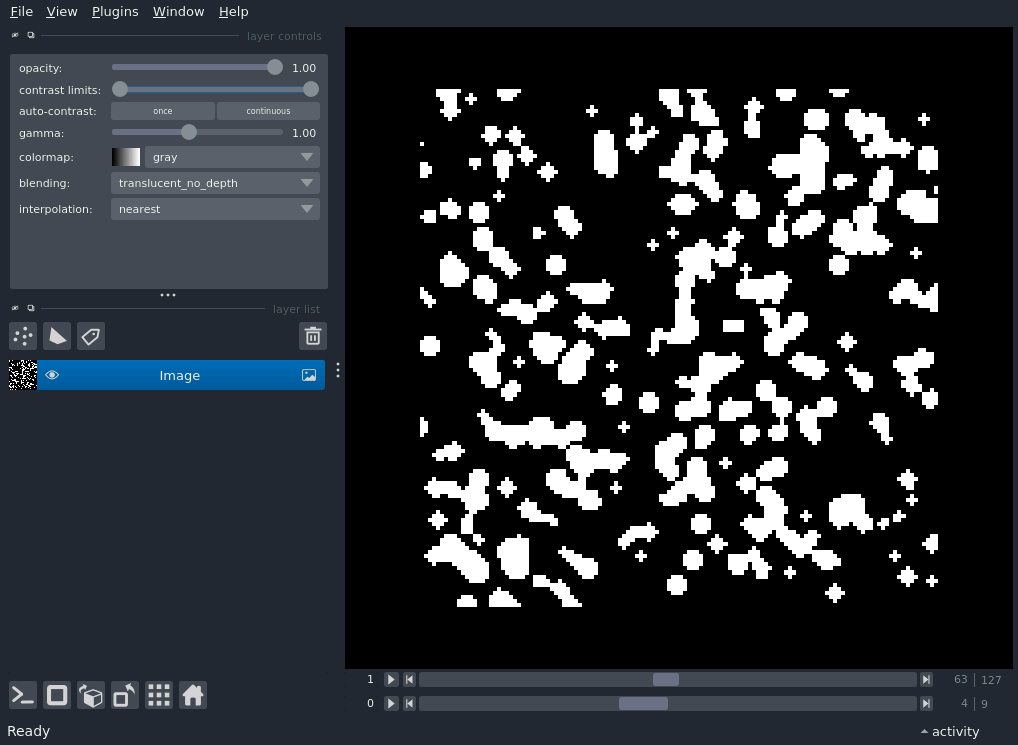 File View Plugins Window Help
layer controls
opacity: 1.00
contrast limits:
auto-contrast: once continuous
gamma: 1.00
colormap: gray
blending: translucent_no_depth
interpolation: nearest
layer list
Image
1 63 127
0 4 9
Ready activity